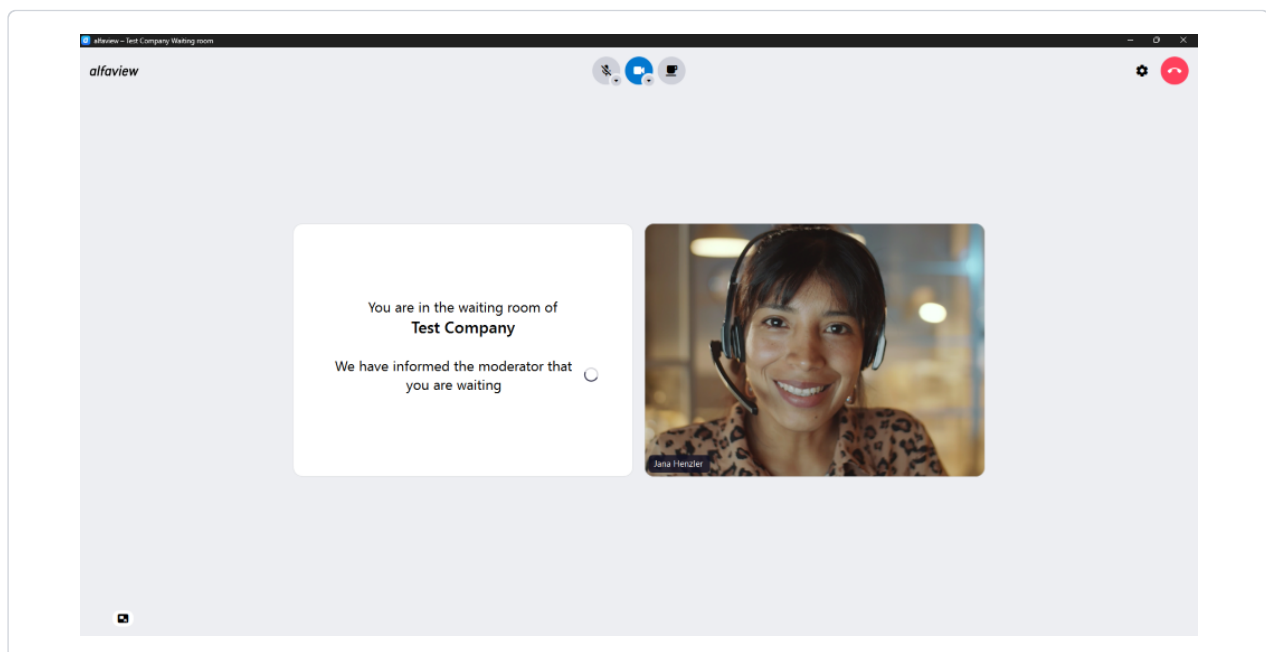 alfaview – Test Company Waiting room
alfaview
You are in the waiting room of
Test Company
We have informed the moderator that
you are waiting
Jana Henzler